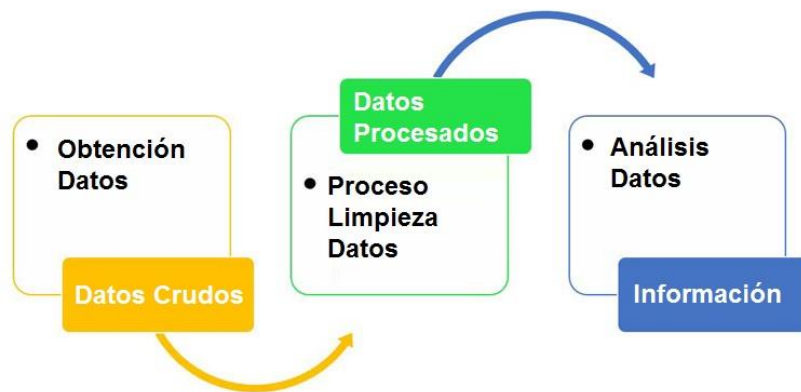 • Obtención
Datos
Datos Crudos
Datos
Procesados
• Proceso
Limpieza
Datos
• Análisis
Datos
Información